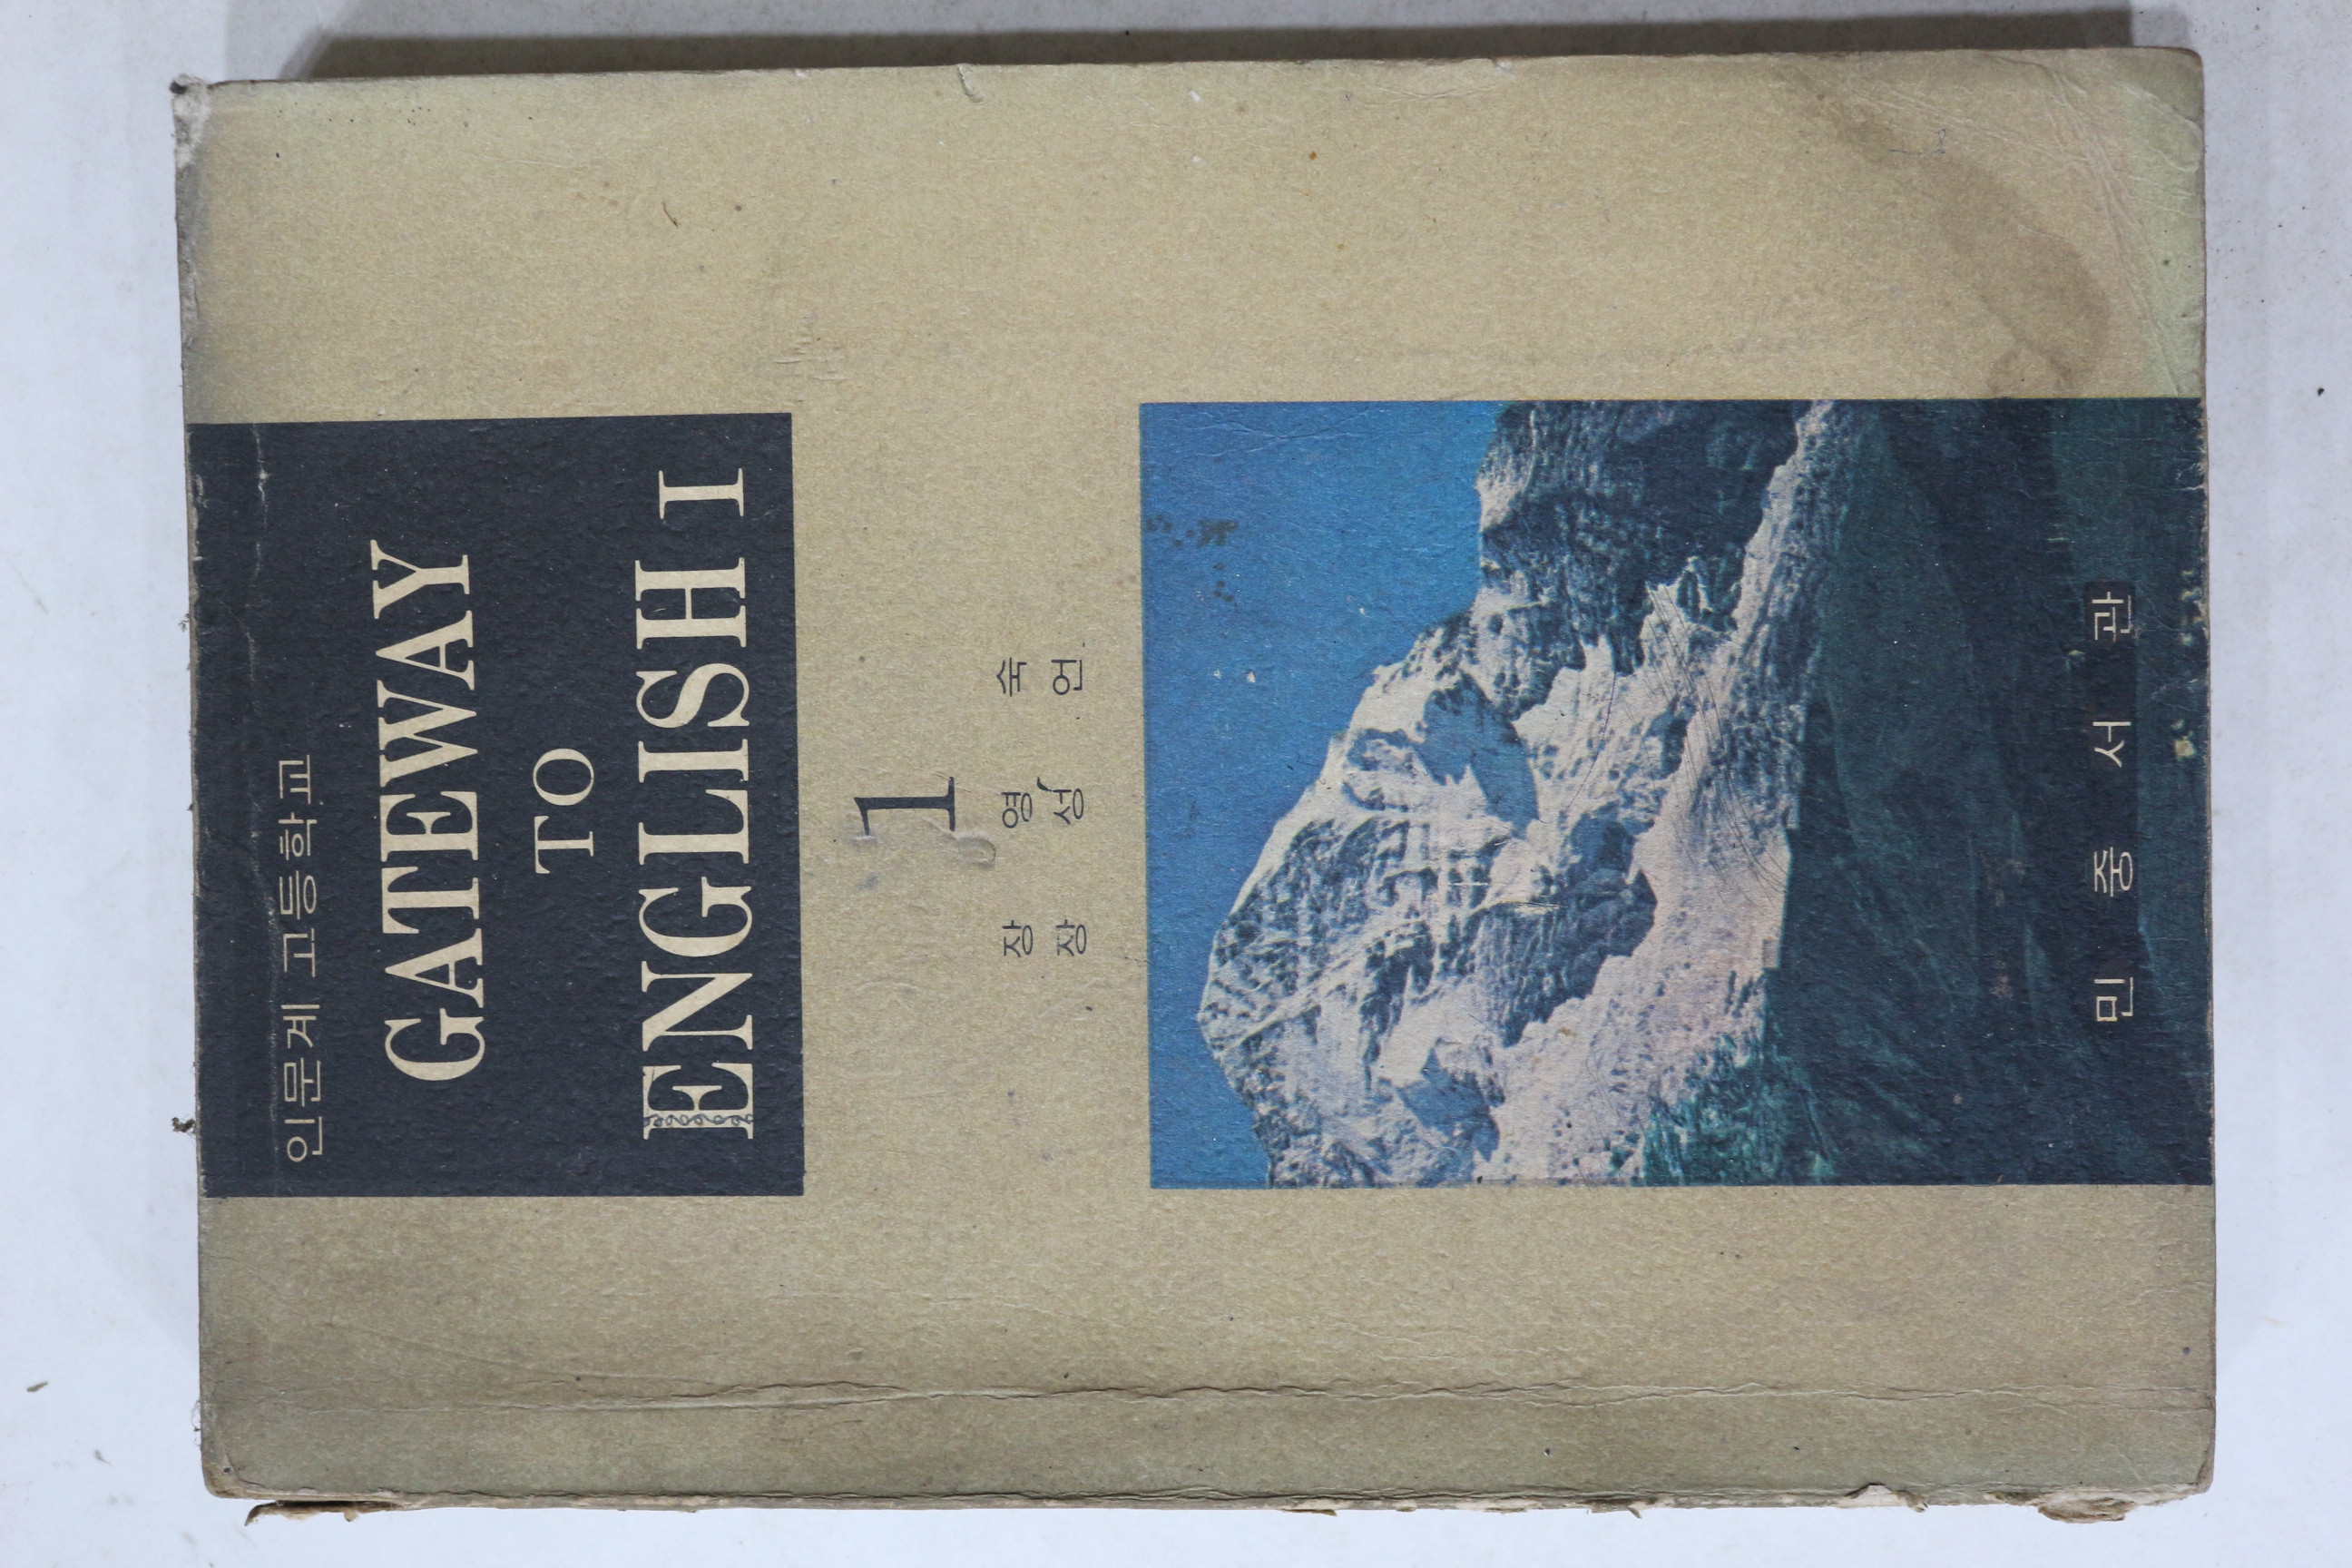 인문계 고등학교
GATEWAY
TO
ENGLISH I
1
장 영 숙
장 성 언
민 중 서 관